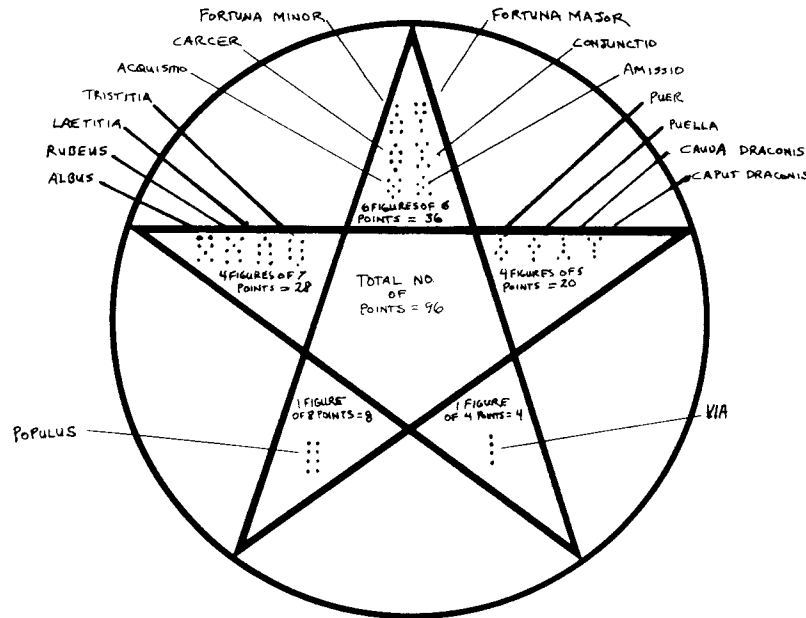 FORTUNA MINOR
FORTUNA MAJOR
CARCER
CONJUNCTIO
ACQUISITIO
AMISSIO
TRISTITIA
PUER
LAETITIA
PUELLA
RUBEUS
CAUDA DRACONIS
ALBUS
CAPUT DRACONIS
6 FIGURES OF 6
POINTS = 36
4 FIGURES OF 7
POINTS = 28
4 FIGURES OF 5
POINTS = 20
TOTAL NO.
OF
POINTS = 96
1 FIGURE
OF 8 POINTS = 8
1 FIGURE
OF 4 POINTS = 4
POPULUS
VIA